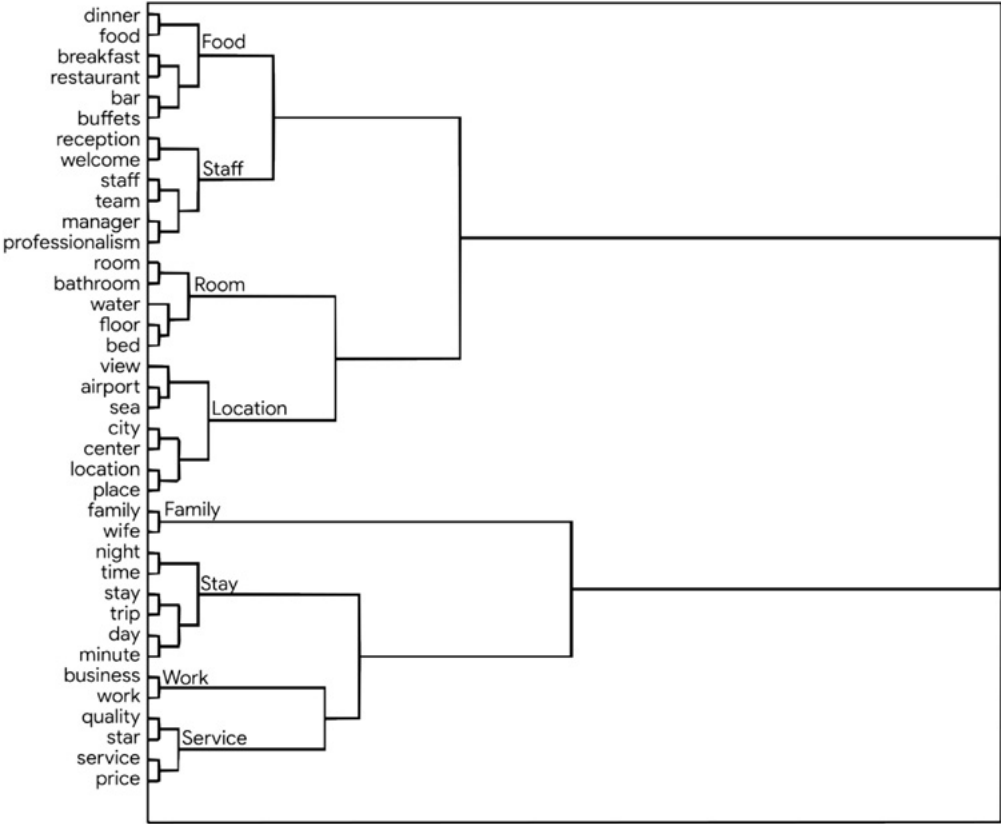 dinner
food
Food
breakfast
restaurant
bar
buffets
reception
welcome
Staff
staff
team
manager
professionalism
room
bathroom
Room
water
floor
bed
view
airport
sea
Location
city
center
location
place
family
Family
wife
night
time
Stay
stay
trip
day
minute
business
Work
work
quality
star
Service
service
price